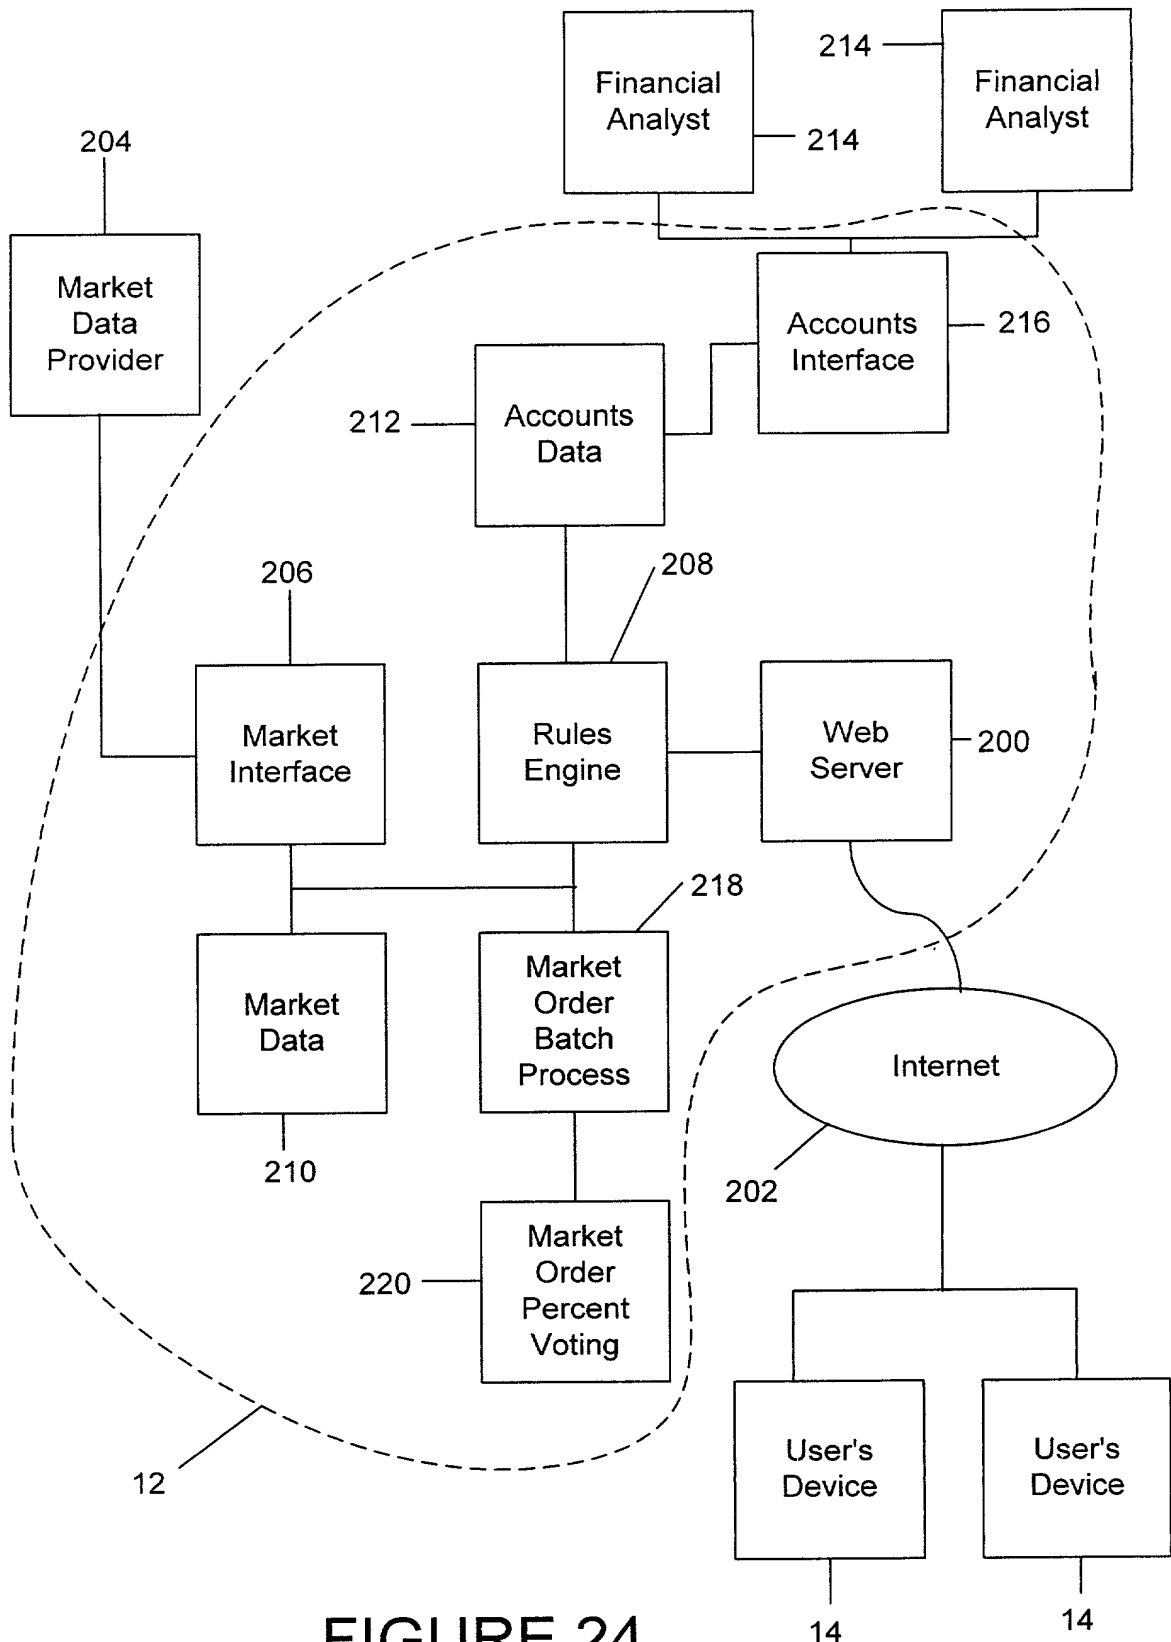 Financial
Analyst
214
214
Financial
Analyst
204
Market
Data
Provider
Accounts
Interface
216
212
Accounts
Data
206
208
Market
Interface
Rules
Engine
Web
Server
200
218
Market
Data
Market
Order
Batch
Process
Internet
210
202
220
Market
Order
Percent
Voting
12
User's
Device
User's
Device
14
14
FIGURE 24